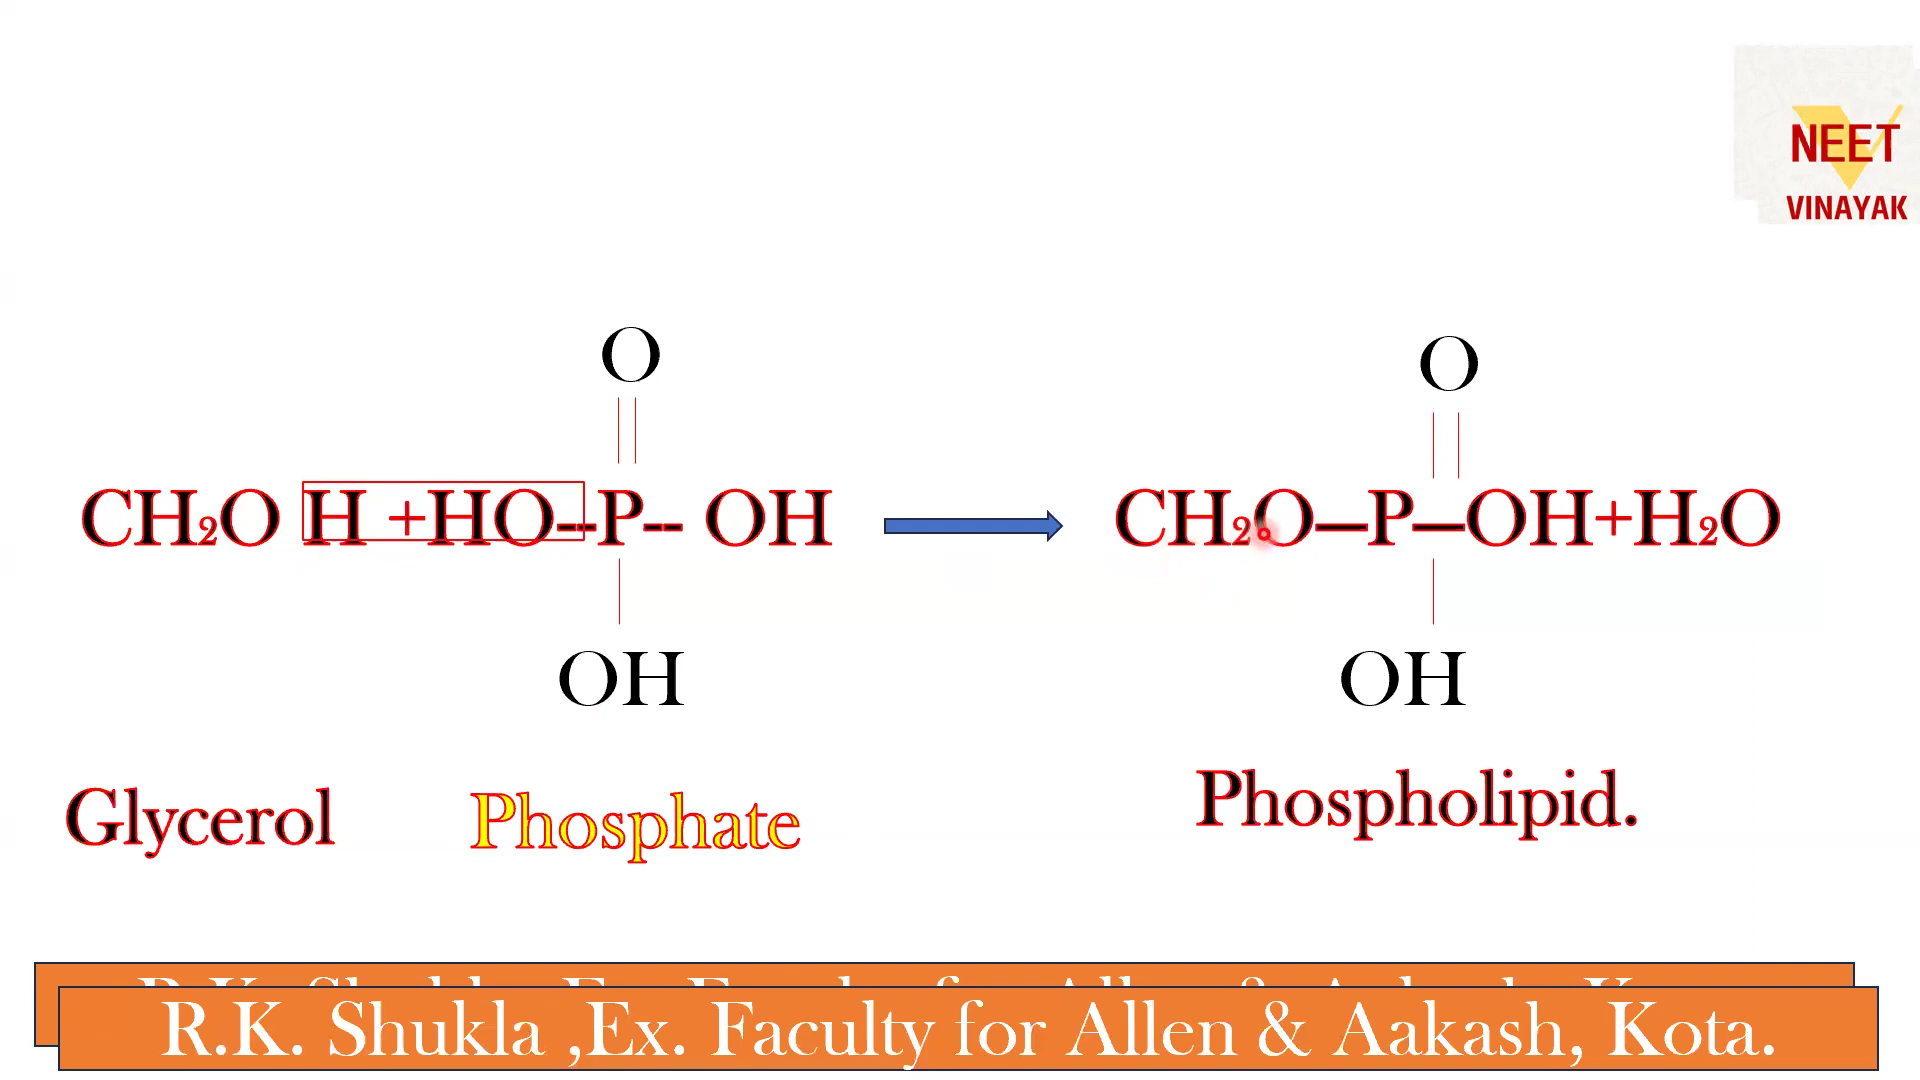 NEET
VINAYAK
O
O
CH₂O H +HO--P-- OH
CH₂O—P—OH+H₂O
OH
OH
Glycerol
Phosphate
Phospholipid.
R.K. Shukla ,Ex. Faculty for Allen & Aakash, Kota.